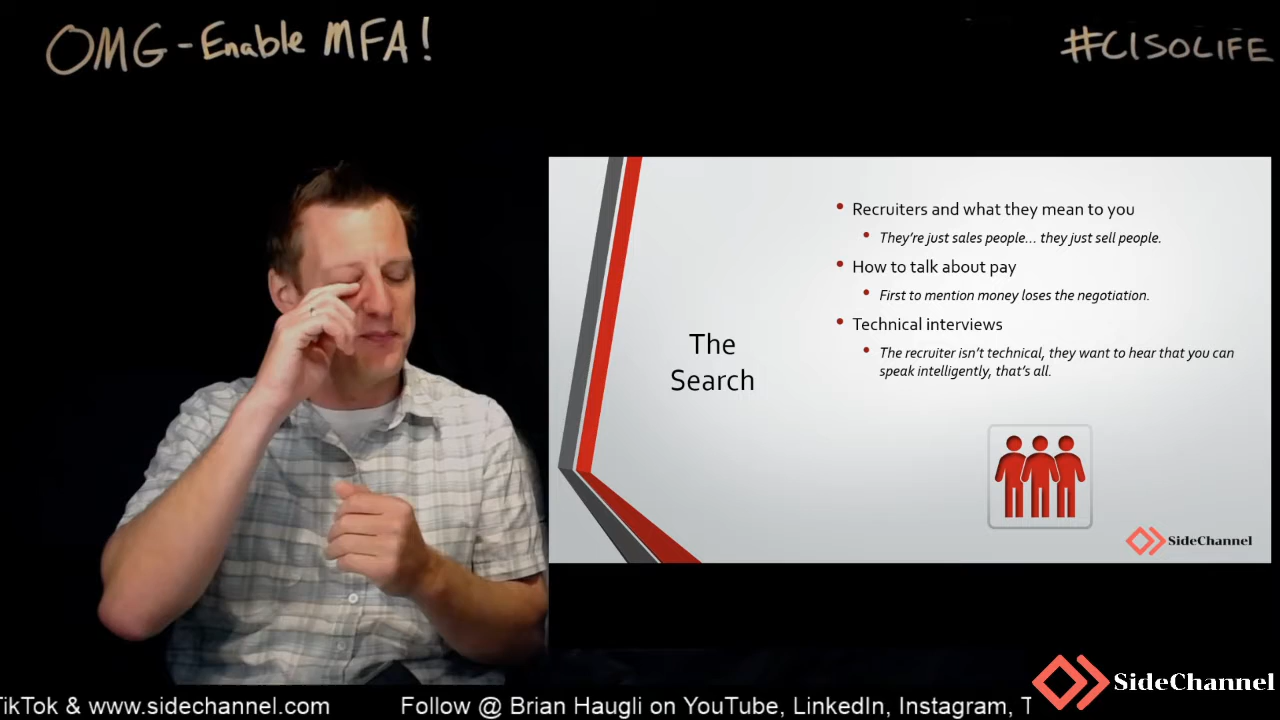 OMG-Enable MFA!
#CISOLIFE
Recruiters and what they mean to you
They're just sales people... they just sell people.
How to talk about pay
First to mention money loses the negotiation.
Technical interviews
The recruiter isn't technical, they want to hear that you can
speak intelligently, that's all.
The
Search
SideChannel
TikTok & www.sidechannel.com Follow @ Brian Haugli on YouTube, LinkedIn, Instagram, T
SideChannel